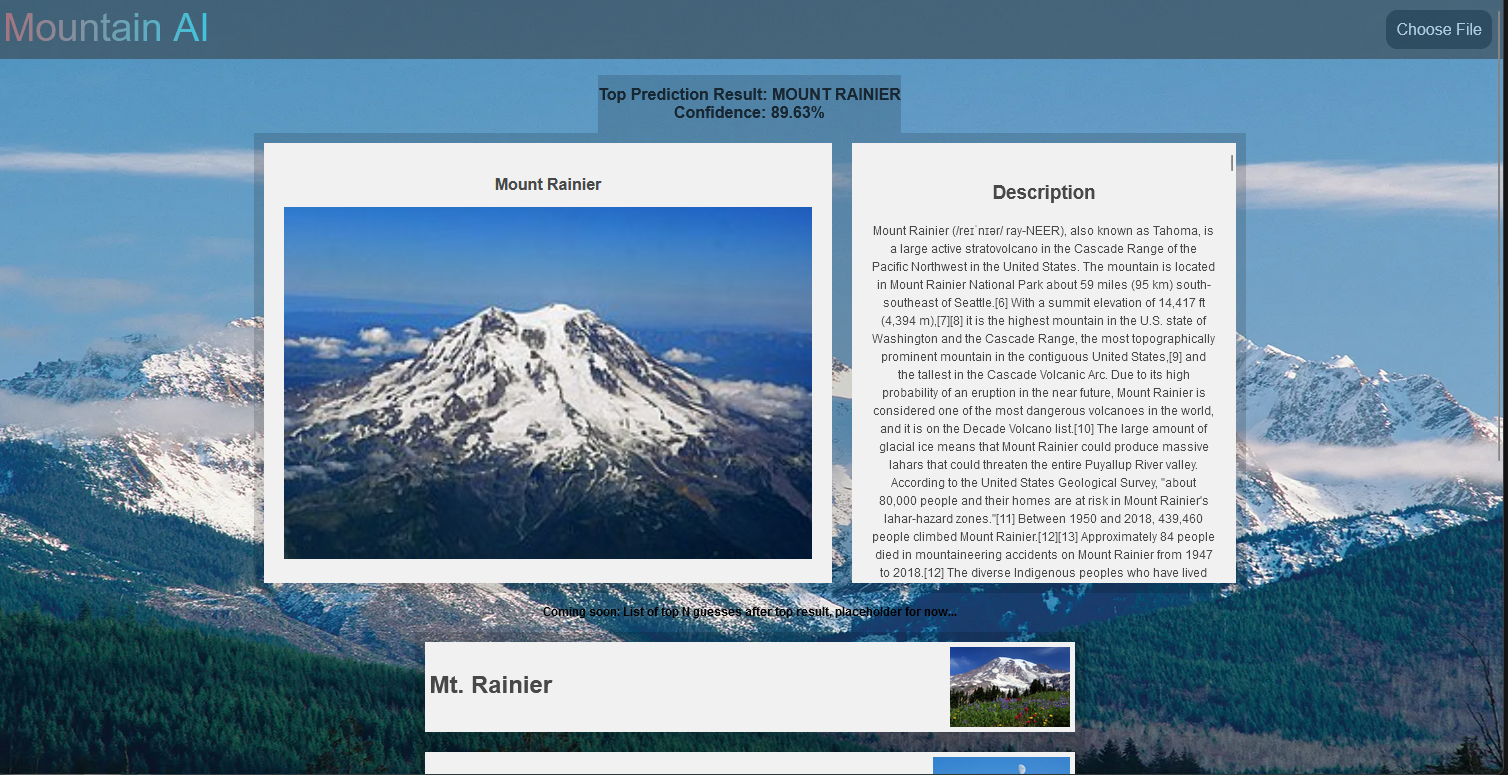 Mountain AI
Choose File
Top Prediction Result: MOUNT RAINIER
Confidence: 89.63%
Mount Rainier
Description
Mount Rainier (/reɪˈnɪər/ ray-NEER), also known as Tahoma, is
a large active stratovolcano in the Cascade Range of the
Pacific Northwest in the United States. The mountain is located
in Mount Rainier National Park about 59 miles (95 km) south-
southeast of Seattle.[6] With a summit elevation of 14,417 ft
(4,394 m),[7][8] it is the highest mountain in the U.S. state of
Washington and the Cascade Range, the most topographically
prominent mountain in the contiguous United States,[9] and
the tallest in the Cascade Volcanic Arc. Due to its high
probability of an eruption in the near future, Mount Rainier is
considered one of the most dangerous volcanoes in the world,
and it is on the Decade Volcano list.[10] The large amount of
glacial ice means that Mount Rainier could produce massive
lahars that could threaten the entire Puyallup River valley.
According to the United States Geological Survey, "about
80,000 people and their homes are at risk in Mount Rainier's
lahar-hazard zones."[11] Between 1950 and 2018, 439,460
people climbed Mount Rainier.[12][13] Approximately 84 people
died in mountaineering accidents on Mount Rainier from 1947
to 2018.[12] The diverse Indigenous peoples who have lived
Coming soon: List of top N guesses after top result, placeholder for now...
Mt. Rainier